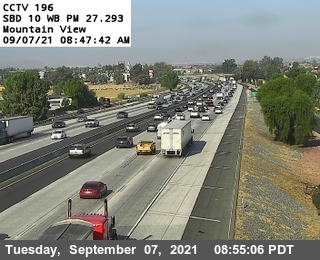 CCTV 196
SBD 10 WB PM 27.293
Mountain View
09/07/21 08:47:42 AM
Tuesday, September 07, 2021 08:55:06 PDT